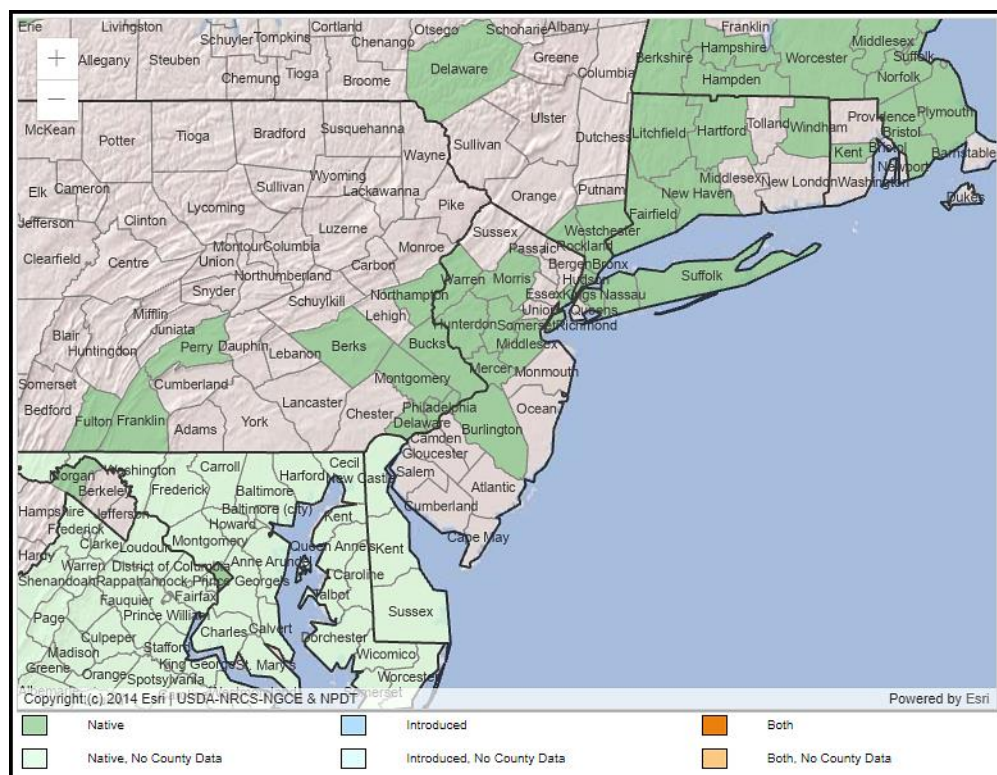 Erie Livingston Cortland Otsego Schoharie Albany Franklin Middlesex
Schuyler Tompkins Chenango Hampshire Worcester
Allegany Steuben Delaware Greene Berkshire Suffolk
Chemung Tioga Broome Columbia Hampden Norfolk
McKean Ulster Plymouth
Potter Tioga Bradford Susquehanna Dutchess Litchfield Hartford Tolland Windham Providence
Sullivan Bristol
Wayne Kent Bristol Barnstable
Elk Cameron Sullivan Wyoming Middlesex Newport
Lackawanna Putnam New Haven New London Washington
Jefferson Lycoming Pike Orange Dukes
Clinton Luzerne Sussex Fairfield
Montour Columbia Monroe Passaic Westchester
Clearfield Centre Union Carbon Rockland
Northumberland Warren Morris Bergen Bronx Suffolk
Snyder Northampton Hudson
Schuylkill Essex Kings Nassau
Mifflin Lehigh Union Queens
Blair Juniata Hunterdon Somerset Richmond
Huntingdon Perry Dauphin Berks Bucks Middlesex
Lebanon Mercer
Somerset Cumberland Montgomery Monmouth
Bedford Lancaster
Fulton Franklin York Chester Philadelphia Ocean
Adams Delaware Burlington
Camden
Gloucester
Morgan Washington Carroll Harford Cecil Salem
Berkeley Frederick Baltimore New Castle Atlantic
Hampshire Jefferson Baltimore (city) Cumberland
Frederick Howard Kent
Clarke Loudoun Montgomery Cape May
Hardy Queen Anne's Kent
Warren District of Columbia Anne Arundel
Shenandoah Rappahannock Prince George's Caroline
Fauquier Fairfax Talbot
Page Prince William Sussex
Culpeper Charles Calvert Dorchester
Madison Stafford
Greene King George St. Mary's Wicomico
Orange Spotsylvania Worcester
Somerset
Copyright:(c) 2014 Esri | USDA-NRCS-NGCE & NPDT Powered by Esri
Native Introduced Both
Native, No County Data Introduced, No County Data Both, No County Data